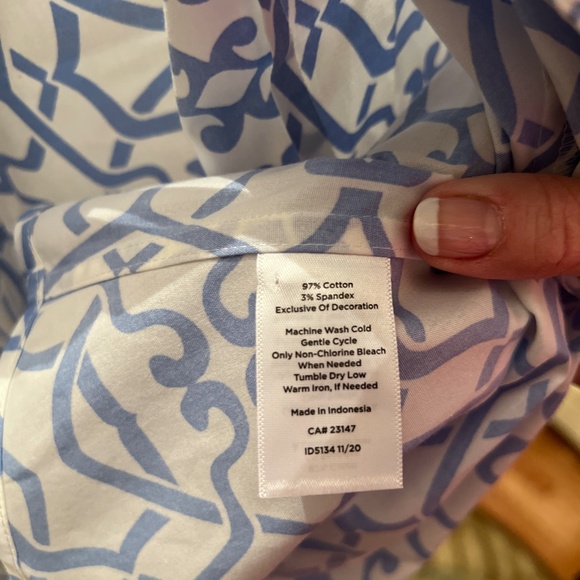 97% Cotton
3% Spandex
Exclusive Of Decoration
Machine Wash Cold
Gentle Cycle
Only Non-Chlorine Bleach
When Needed
Tumble Dry Low
Warm Iron, If Needed
Made in Indonesia
CA# 23147
ID5134 11/20